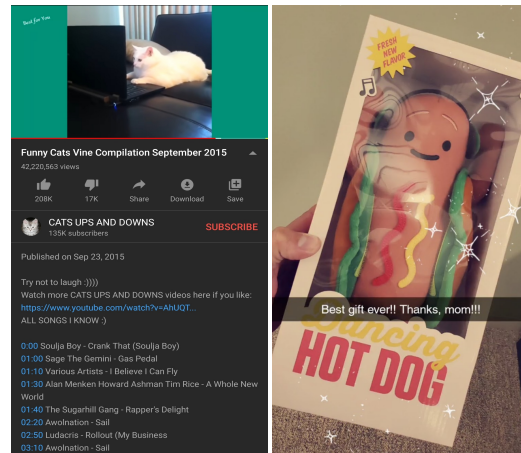 Best for You
Funny Cats Vine Compilation September 2015
42,220,563 views
208K
17K
Share
Download
Save
CATS UPS AND DOWNS
135K subscribers
SUBSCRIBE
Published on Sep 23, 2015
Try not to laugh :))))
Watch more CATS UPS AND DOWNS videos here if you like:
https://www.youtube.com/watch?v=AhUQT...
ALL SONGS I KNOW :)
0:00 Soulja Boy - Crank That (Soulja Boy)
01:00 Sage The Gemini - Gas Pedal
01:10 Various Artists - I Believe I Can Fly
01:30 Alan Menken Howard Ashman Tim Rice - A Whole New
World
01:40 The Sugarhill Gang - Rapper's Delight
02:20 Awolnation - Sail
02:50 Ludacris - Rollout (My Business
03:10 Awolnation - Sail
FRESH
NEW
FLAVOR
Best gift ever!! Thanks, mom!!!
Dancing
HOT DOG